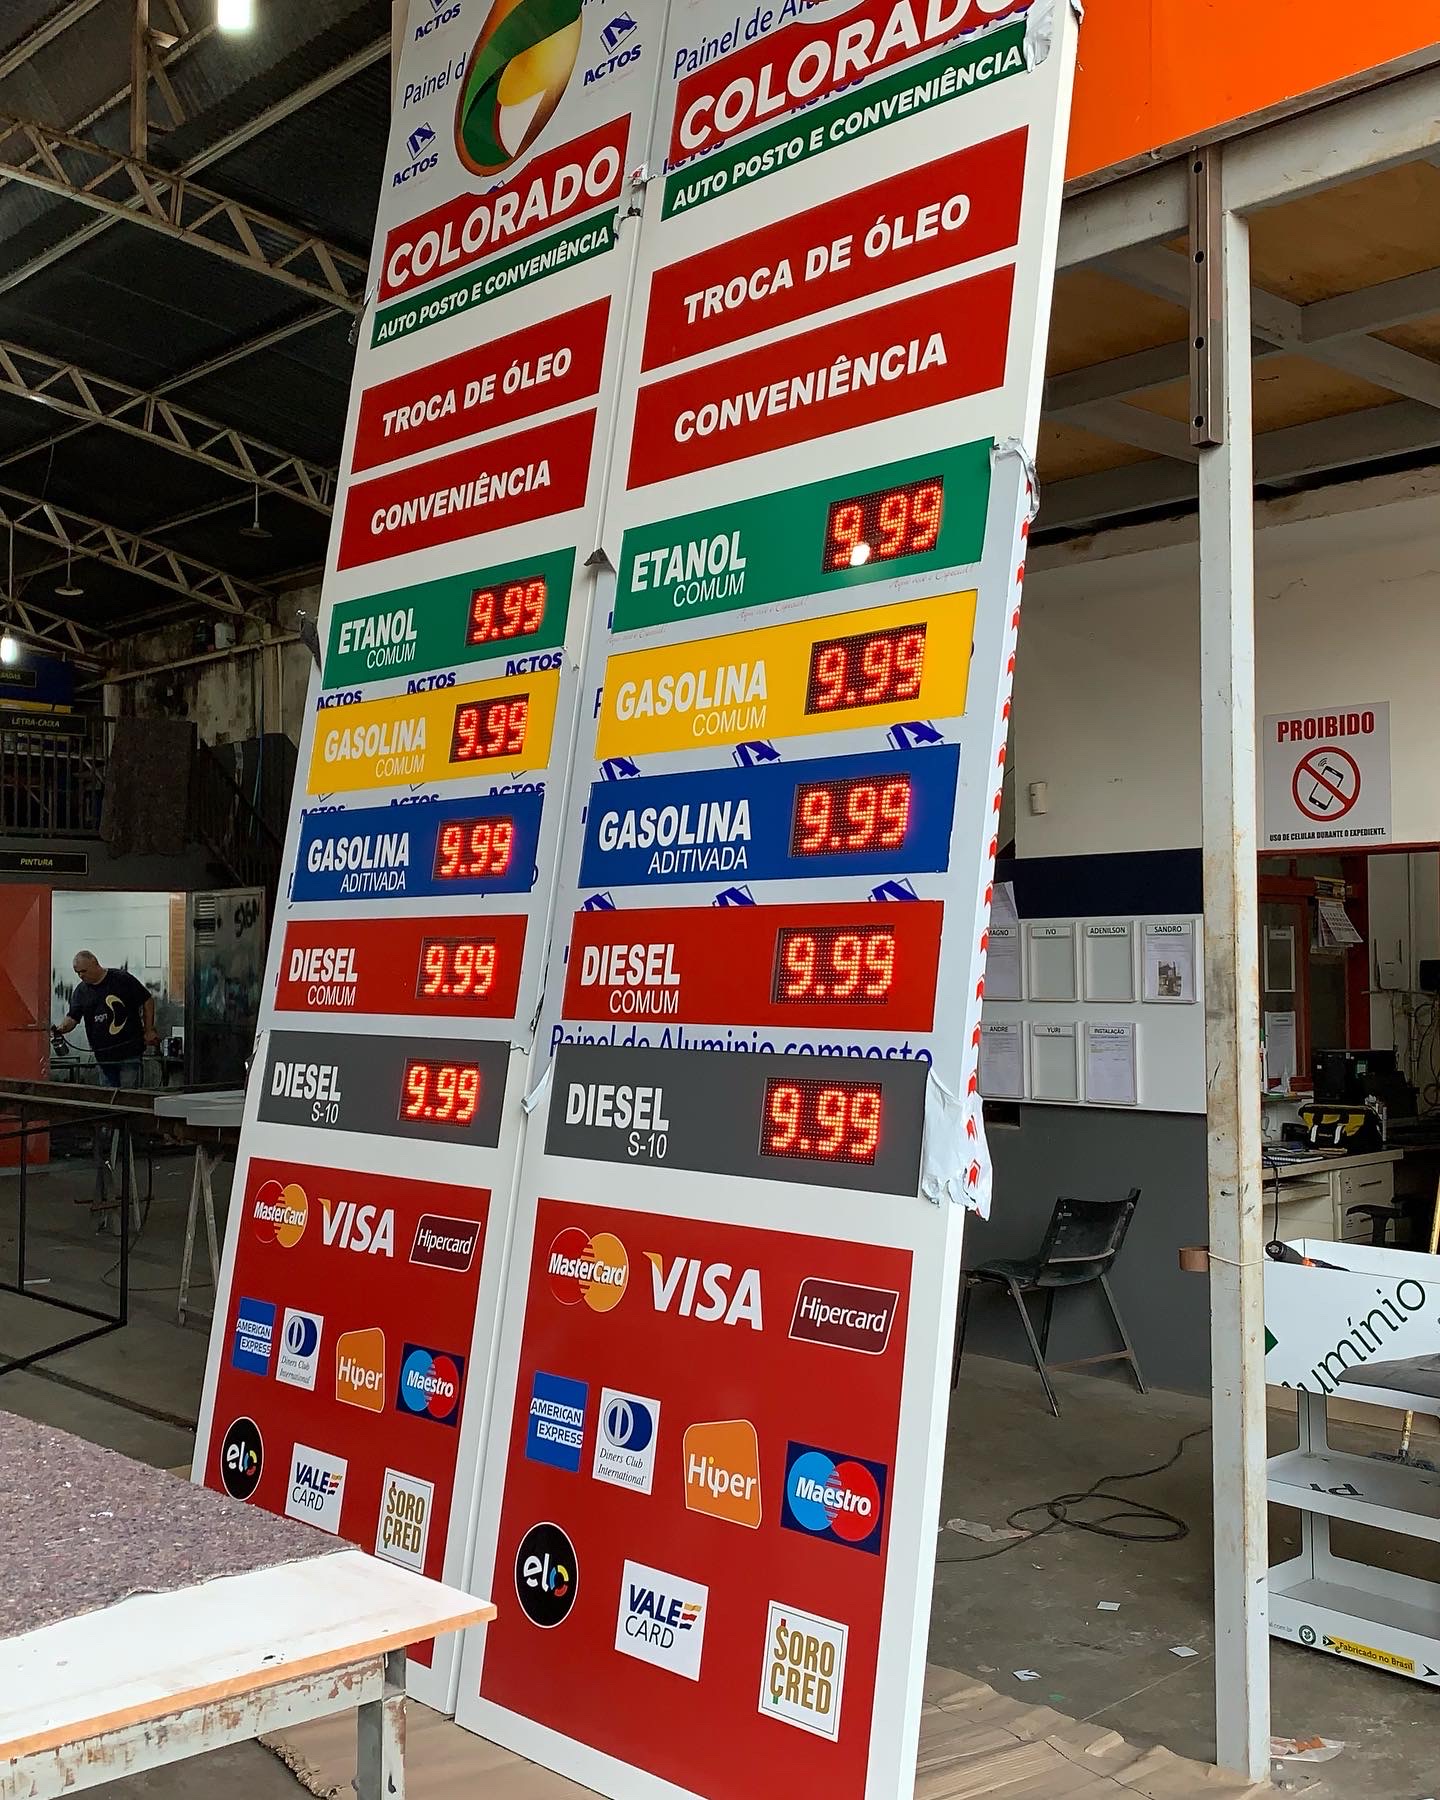 ACTOS
Painel d
ACTOS
ACTOS
COLORADO
AUTO POSTO E CONVENIÊNCIA
TROCA DE ÓLEO
CONVENIÊNCIA
ETANOL
COMUM
9.99
ACTOS ACTOS ACTOS
GASOLINA
COMUM
9.99
GASOLINA
ADITIVADA
9.99
DIESEL
COMUM
9.99
DIESEL
S-10
9.99
MasterCard VISA Hipercard
AMERICAN
EXPRESS
Diners Club
International
Hiper
Maestro
elo
VALE
CARD
SORO
CRED
Painel de
COLORADO
AUTO POSTO E CONVENIÊNCIA
TROCA DE ÓLEO
CONVENIÊNCIA
ETANOL
COMUM
9.99
GASOLINA
COMUM
9.99
GASOLINA
ADITIVADA
9.99
DIESEL
COMUM
9.99
Painel de Aluminio composto
DIESEL
S-10
9.99
MasterCard VISA Hipercard
AMERICAN
EXPRESS
Diners Club
International
Hiper
Maestro
elo
VALE
CARD
SORO
CRED
LETRA-CAIXA
PINTURA
sign
PROIBIDO
USO DE CELULAR DURANTE O EXPEDIENTE.
MAGNO IVO ADENILSON SANDRO
ANDRE YURI INSTALAÇÃO
umínio
Fabricado no Brasil